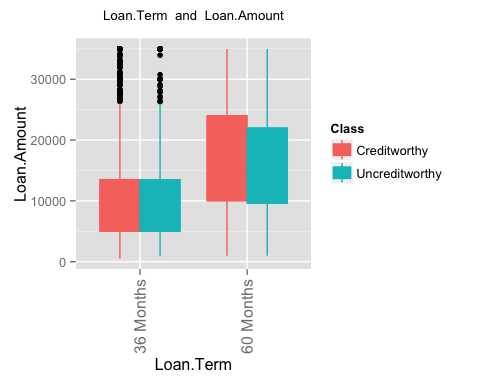 Loan.Term and Loan.Amount
Loan.Amount
30000
20000
10000
0
36 Months
60 Months
Loan.Term
Class
Creditworthy
Uncreditworthy